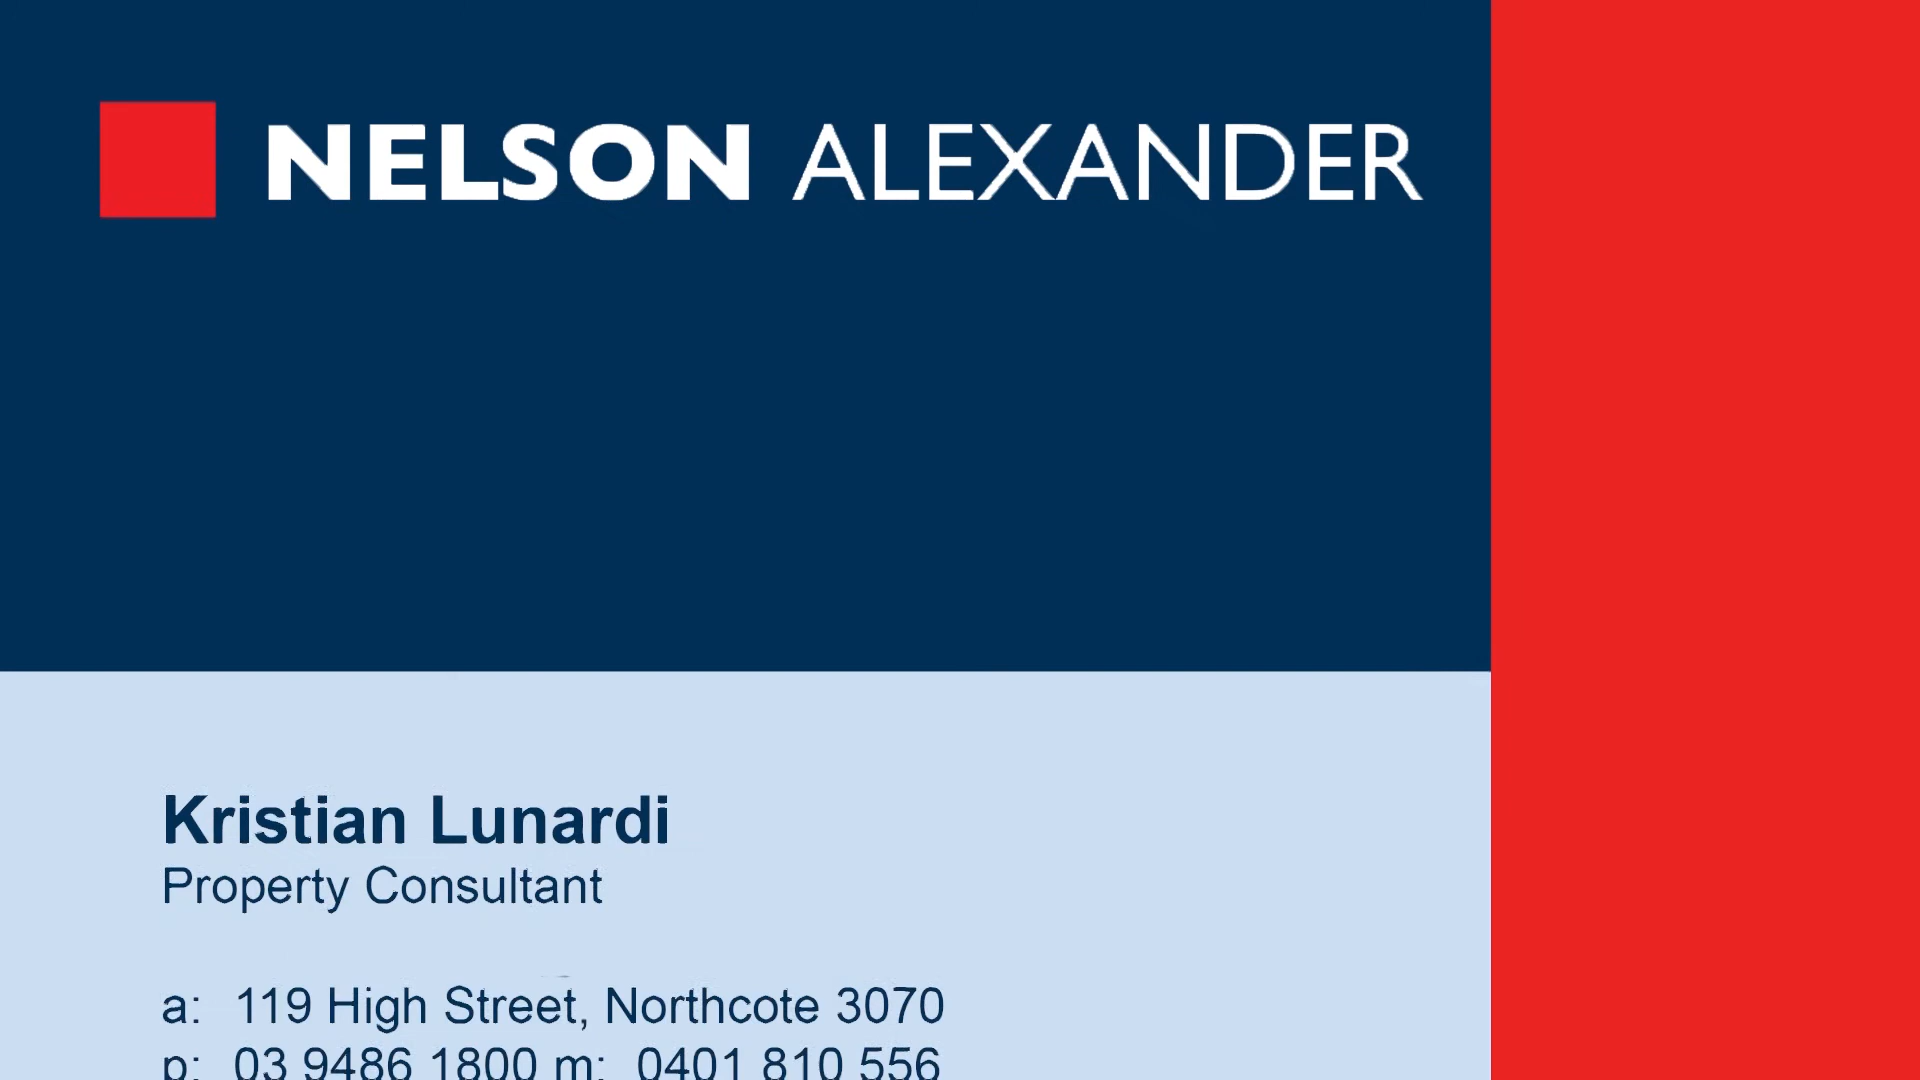 NELSON ALEXANDER
Kristian Lunardi
Property Consultant
a: 119 High Street, Northcote 3070
p: 03 9486 1800 m: 0401 810 556